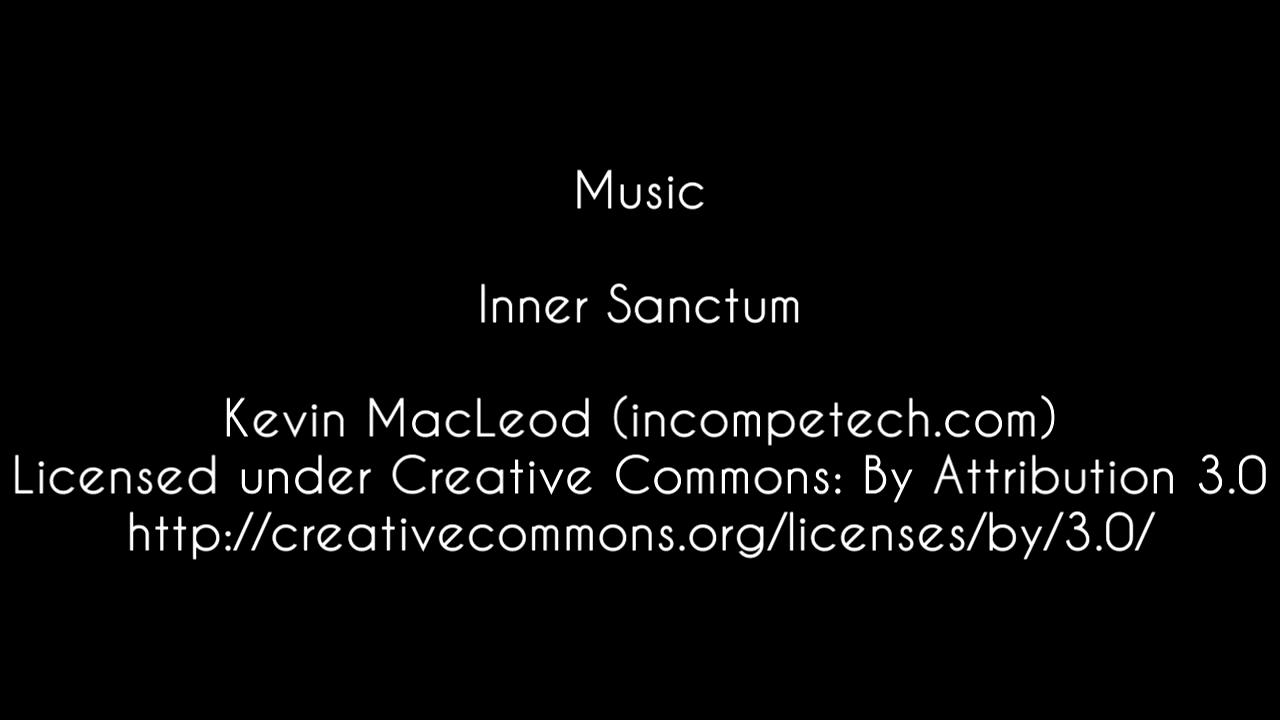 Music
Inner Sanctum
Kevin MacLeod (incompetech.com)
Licensed under Creative Commons: By Attribution 3.0
http://creativecommons.org/licenses/by/3.0/